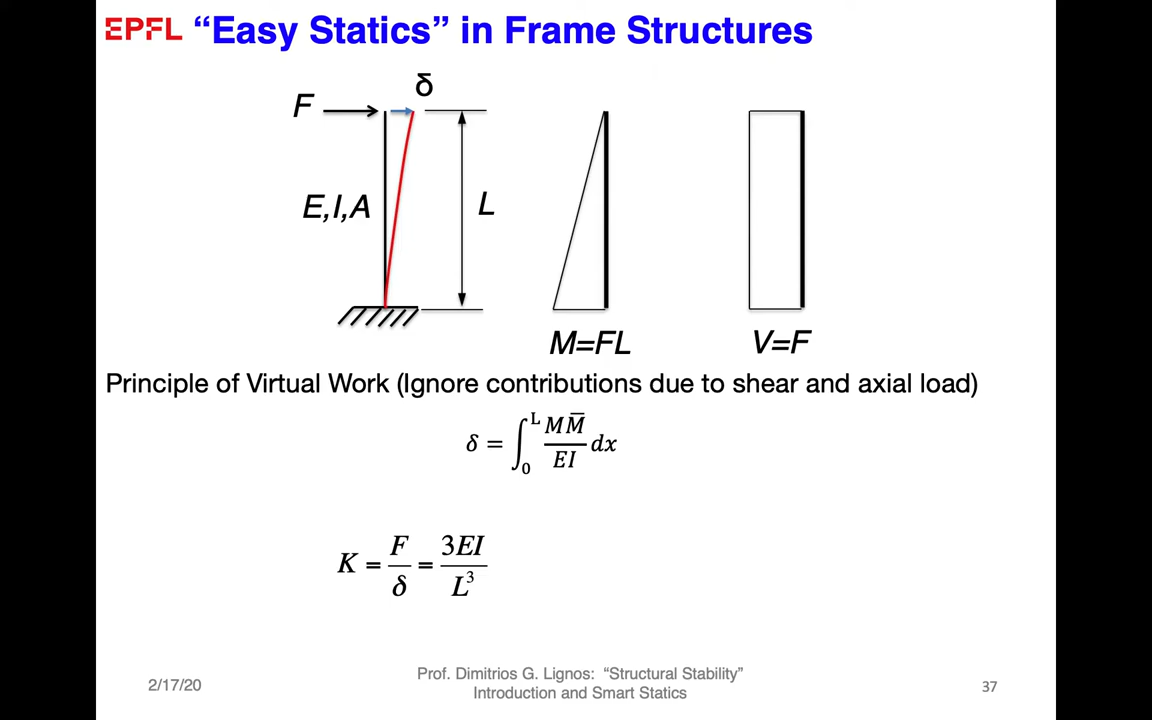 EPFL "Easy Statics" in Frame Structures
δ
F
E,I,A
L
M=FL
V=F
Principle of Virtual Work (Ignore contributions due to shear and axial load)
δ = ∫₀ᴸ MM̅/EI dx
K = F/δ = 3EI/L³
2/17/20
Prof. Dimitrios G. Lignos: "Structural Stability"
Introduction and Smart Statics
37